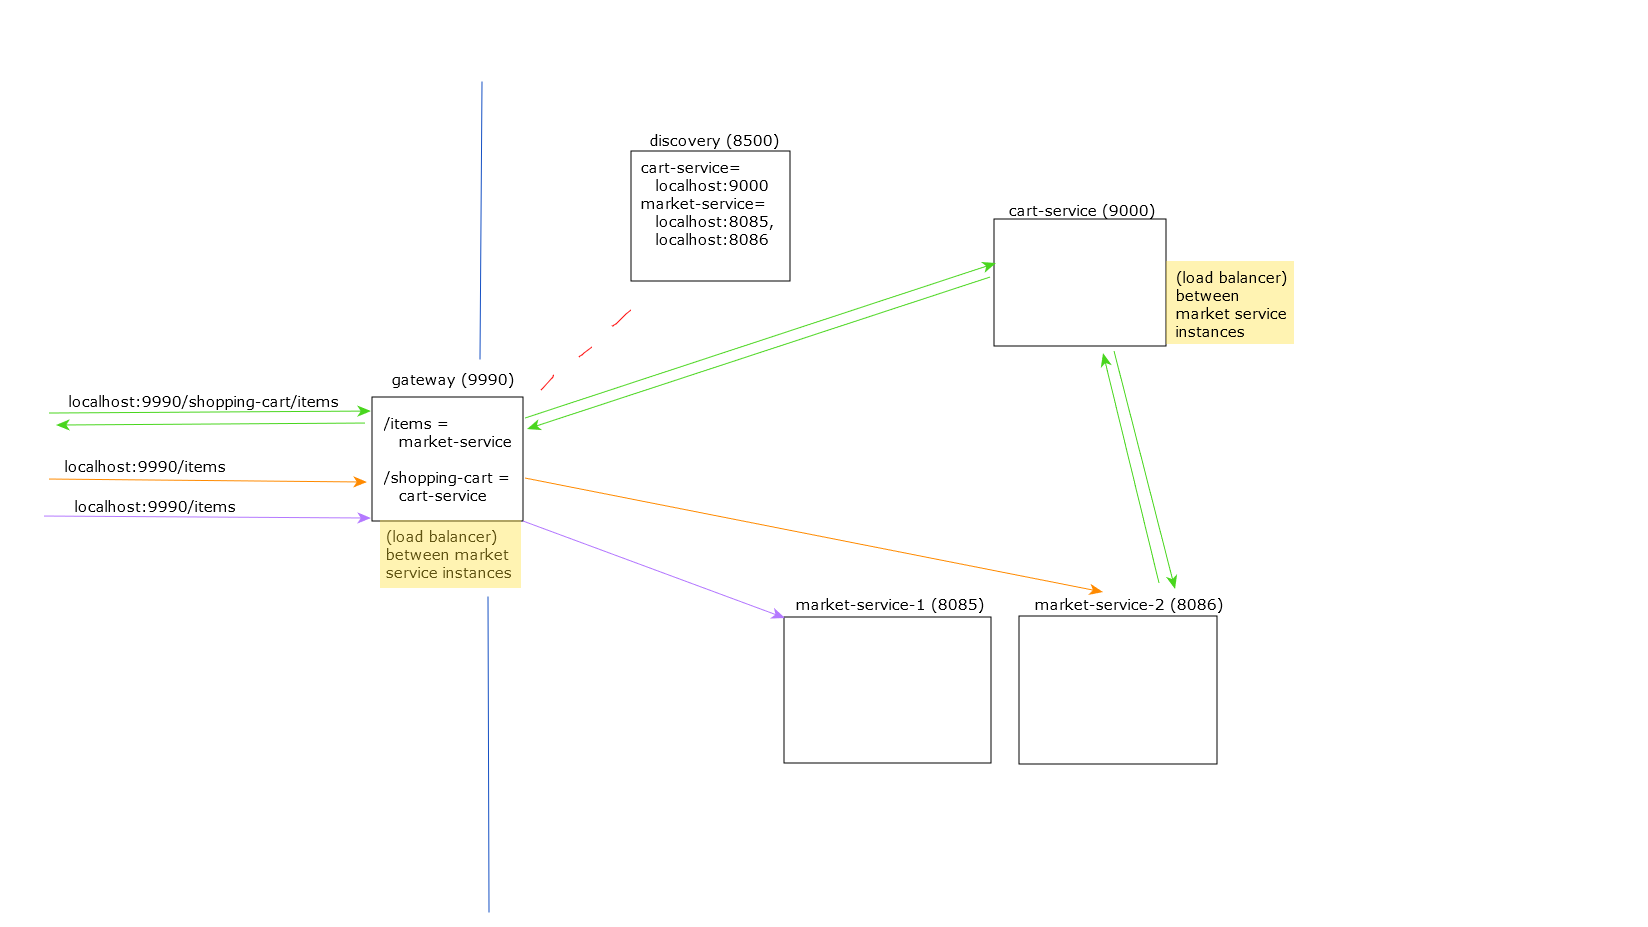 discovery (8500)
cart-service=
localhost:9000
market-service=
localhost:8085,
localhost:8086
cart-service (9000)
(load balancer)
between
market service
instances
gateway (9990)
localhost:9990/shopping-cart/items
/items =
market-service
localhost:9990/items
/shopping-cart =
cart-service
localhost:9990/items
(load balancer)
between market
service instances
market-service-1 (8085)
market-service-2 (8086)